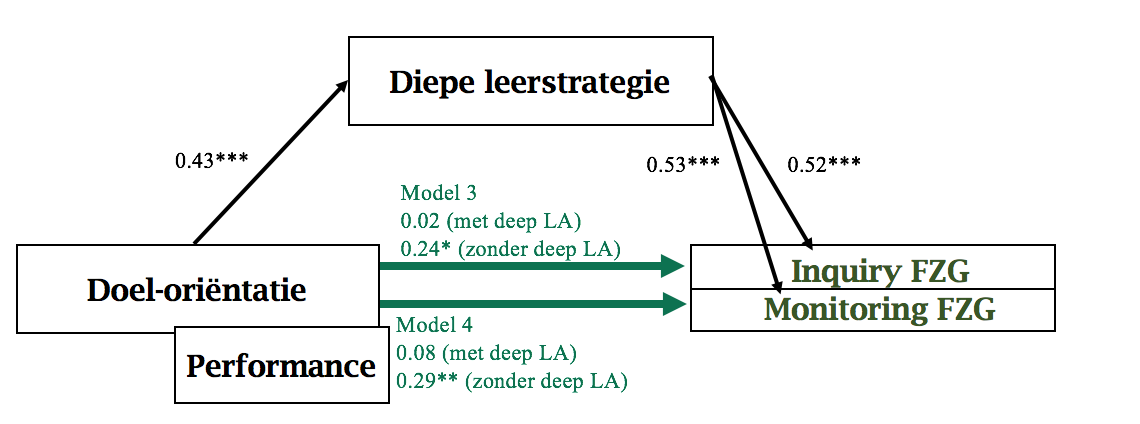 Diepe leerstrategie
0.43***
0.53***
0.52***
Model 3
0.02 (met deep LA)
0.24* (zonder deep LA)
Doel-oriëntatie
Inquiry FZG
Monitoring FZG
Model 4
0.08 (met deep LA)
0.29** (zonder deep LA)
Performance